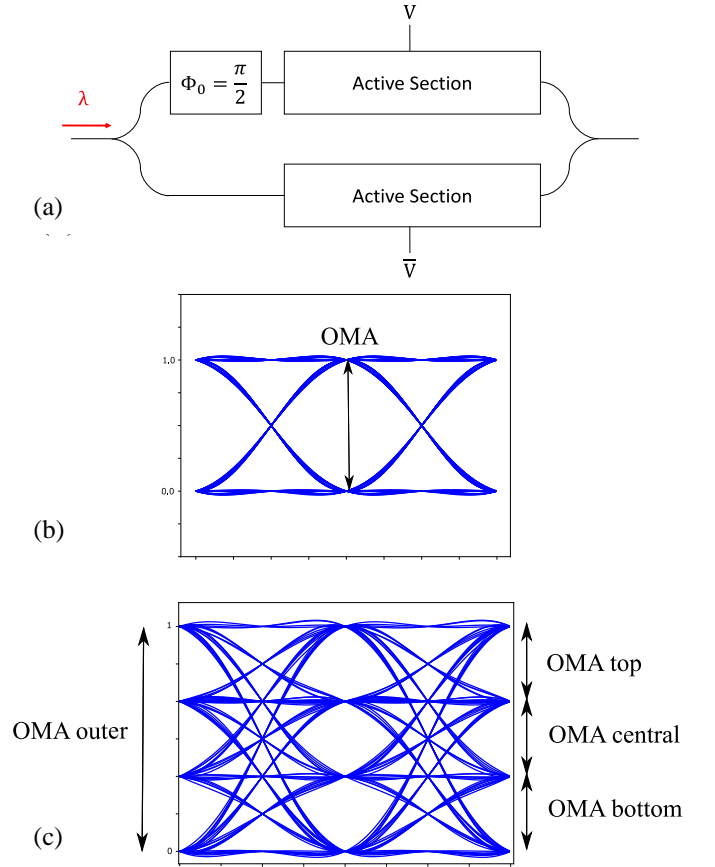 V
Φ₀ = π/2
Active Section
λ
Active Section
(a)
V̅
OMA
1.0
0.0
(b)
1
OMA top
OMA outer
OMA central
OMA bottom
0
(c)